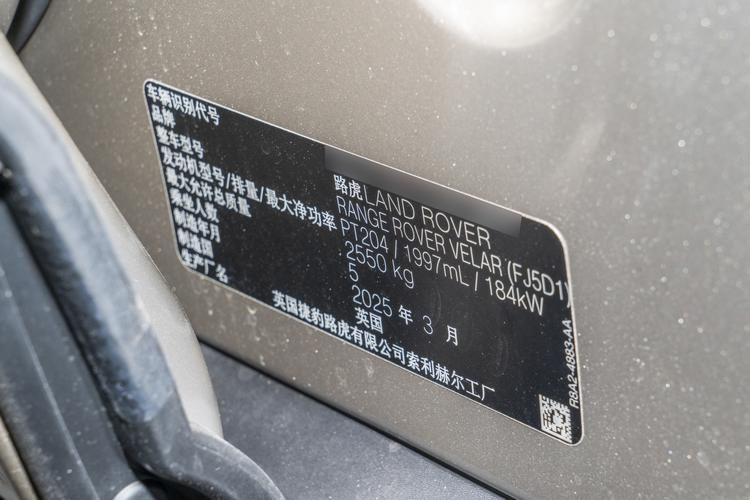 车辆识别代号
品牌 路虎LAND ROVER
整车型号 RANGE ROVER VELAR (FJ5D1)
发动机型号/排量/最大净功率 PT204 / 1997mL / 184kW
最大允许总质量 2550 kg
乘坐人数 5
制造年月 2025 年 3 月
制造国 英国
生产厂名 英国捷豹路虎有限公司索利赫尔工厂
R8A2-4883-AA